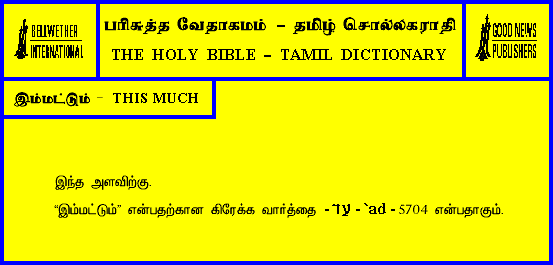 BELLWETHER
INTERNATIONAL
பரிசுத்த வேதாகமம் – தமிழ் சொல்லகராதி
THE HOLY BIBLE – TAMIL DICTIONARY
GOOD NEWS
PUBLISHERS
இம்மட்டும் – THIS MUCH
இந்த அளவிற்கு.
“இம்மட்டும்” என்பதற்கான கிரேக்க வார்த்தை - - `ad - 5704 என்பதாகும்.